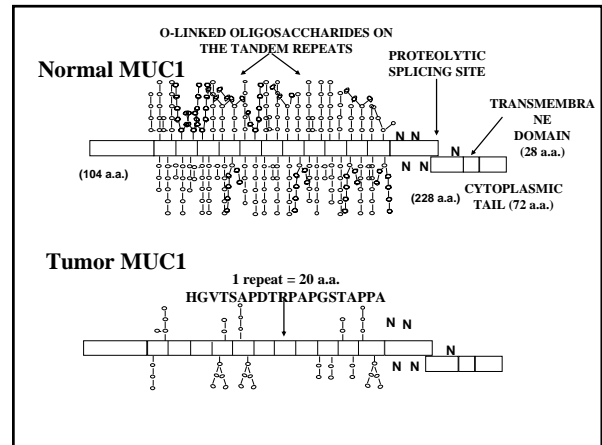 O-LINKED OLIGOSACCHARIDES ON
THE TANDEM REPEATS
PROTEOLYTIC
SPLICING SITE
Normal MUC1
TRANSMEMBRA
NE
DOMAIN
(28 a.a.)
N N
N
(104 a.a.)
N N
(228 a.a.)
CYTOPLASMIC
TAIL (72 a.a.)
Tumor MUC1
1 repeat = 20 a.a.
HGVTSAPDTRPAPGSTAPPA
N N
N
N N